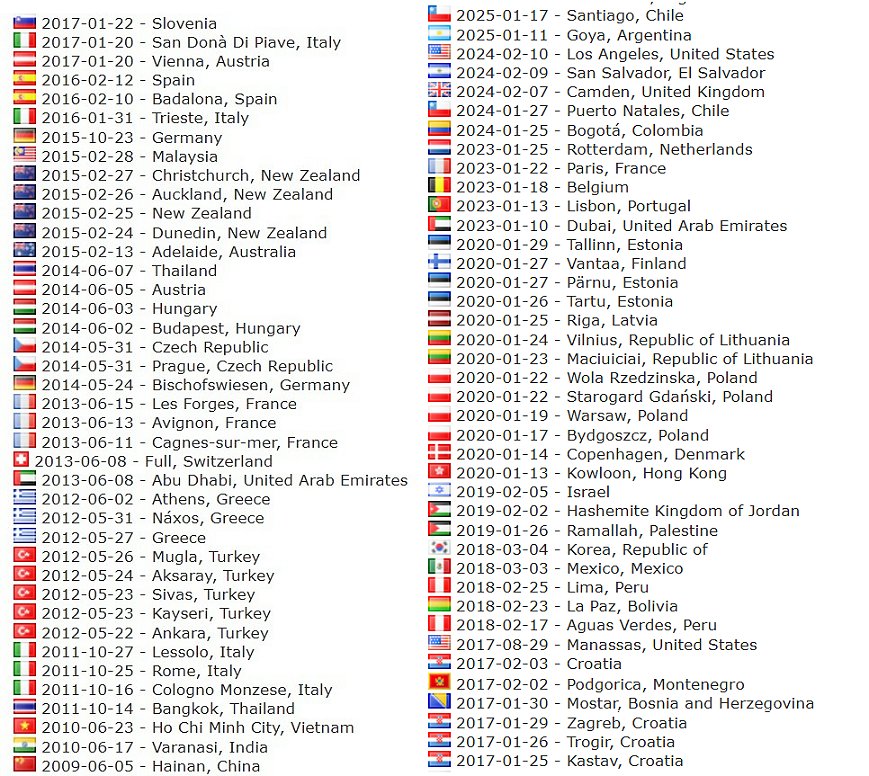 2017-01-22 - Slovenia
2017-01-20 - San Donà Di Piave, Italy
2017-01-20 - Vienna, Austria
2016-02-12 - Spain
2016-02-10 - Badalona, Spain
2016-01-31 - Trieste, Italy
2015-10-23 - Germany
2015-02-28 - Malaysia
2015-02-27 - Christchurch, New Zealand
2015-02-26 - Auckland, New Zealand
2015-02-25 - New Zealand
2015-02-24 - Dunedin, New Zealand
2015-02-13 - Adelaide, Australia
2014-06-07 - Thailand
2014-06-05 - Austria
2014-06-03 - Hungary
2014-06-02 - Budapest, Hungary
2014-05-31 - Czech Republic
2014-05-31 - Prague, Czech Republic
2014-05-24 - Bischofswiesen, Germany
2013-06-15 - Les Forges, France
2013-06-13 - Avignon, France
2013-06-11 - Cagnes-sur-mer, France
2013-06-08 - Full, Switzerland
2013-06-08 - Abu Dhabi, United Arab Emirates
2012-06-02 - Athens, Greece
2012-05-31 - Náxos, Greece
2012-05-27 - Greece
2012-05-26 - Mugla, Turkey
2012-05-24 - Aksaray, Turkey
2012-05-23 - Sivas, Turkey
2012-05-23 - Kayseri, Turkey
2012-05-22 - Ankara, Turkey
2011-10-27 - Lessolo, Italy
2011-10-25 - Rome, Italy
2011-10-16 - Cologno Monzese, Italy
2011-10-14 - Bangkok, Thailand
2010-06-23 - Ho Chi Minh City, Vietnam
2010-06-17 - Varanasi, India
2009-06-05 - Hainan, China
2025-01-17 - Santiago, Chile
2025-01-11 - Goya, Argentina
2024-02-10 - Los Angeles, United States
2024-02-09 - San Salvador, El Salvador
2024-02-07 - Camden, United Kingdom
2024-01-27 - Puerto Natales, Chile
2024-01-25 - Bogotá, Colombia
2023-01-25 - Rotterdam, Netherlands
2023-01-22 - Paris, France
2023-01-18 - Belgium
2023-01-13 - Lisbon, Portugal
2023-01-10 - Dubai, United Arab Emirates
2020-01-29 - Tallinn, Estonia
2020-01-27 - Vantaa, Finland
2020-01-27 - Pärnu, Estonia
2020-01-26 - Tartu, Estonia
2020-01-25 - Riga, Latvia
2020-01-24 - Vilnius, Republic of Lithuania
2020-01-23 - Maciuiciai, Republic of Lithuania
2020-01-22 - Wola Rzedzinska, Poland
2020-01-22 - Starogard Gdański, Poland
2020-01-19 - Warsaw, Poland
2020-01-17 - Bydgoszcz, Poland
2020-01-14 - Copenhagen, Denmark
2020-01-13 - Kowloon, Hong Kong
2019-02-05 - Israel
2019-02-02 - Hashemite Kingdom of Jordan
2019-01-26 - Ramallah, Palestine
2018-03-04 - Korea, Republic of
2018-03-03 - Mexico, Mexico
2018-02-25 - Lima, Peru
2018-02-23 - La Paz, Bolivia
2018-02-17 - Aguas Verdes, Peru
2017-08-29 - Manassas, United States
2017-02-03 - Croatia
2017-02-02 - Podgorica, Montenegro
2017-01-30 - Mostar, Bosnia and Herzegovina
2017-01-29 - Zagreb, Croatia
2017-01-26 - Trogir, Croatia
2017-01-25 - Kastav, Croatia